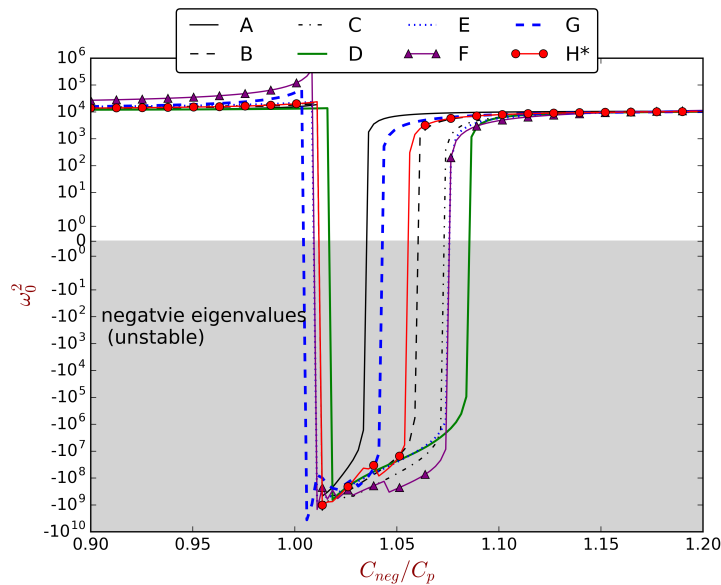 A C E G
B D F H*
10^6
10^5
10^4
10^3
10^2
10^1
10^0
0
-10^0
-10^1
-10^2
-10^3
-10^4
-10^5
-10^6
-10^7
-10^8
-10^9
-10^10
ω_0^2
negatvie eigenvalues
(unstable)
0.90 0.95 1.00 1.05 1.10 1.15 1.20
C_neg/C_p